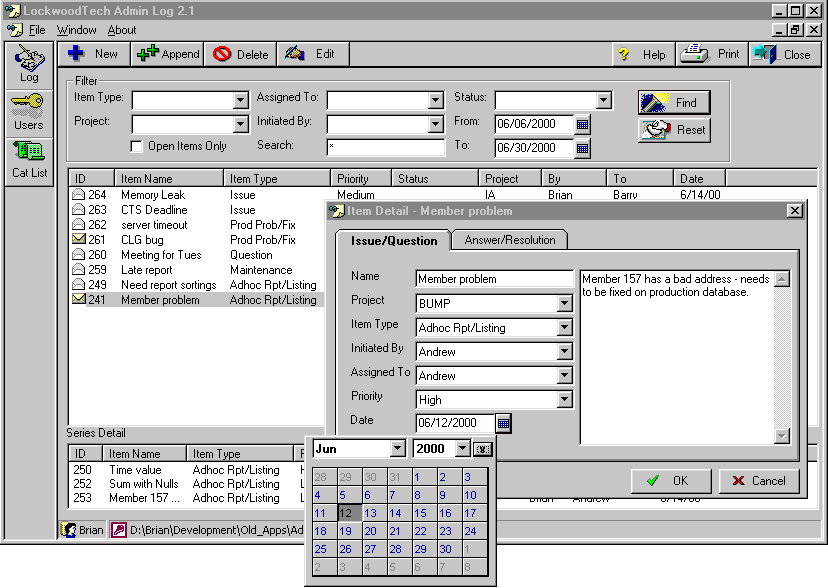 LockwoodTech Admin Log 2.1
File Window About
New Append Delete Edit Help Print Close
Log
Users
Cat List
Filter
Item Type: Assigned To: Status: Find
Project: Initiated By: From: 06/06/2000 Reset
Open Items Only Search: * To: 06/30/2000
ID Item Name Item Type Priority Status Project By To Date
264 Memory Leak Issue Medium IA Brian Barry 6/14/00
263 CTS Deadline Issue
262 server timeout Prod Prob/Fix
261 CLG bug Prod Prob/Fix
260 Meeting for Tues Question
259 Late report Maintenance
249 Need report sortings Adhoc Rpt/Listing
241 Member problem Adhoc Rpt/Listing
Item Detail - Member problem
Issue/Question Answer/Resolution
Name Member problem
Project BUMP
Item Type Adhoc Rpt/Listing
Initiated By Andrew
Assigned To Andrew
Priority High
Date 06/12/2000
Member 157 has a bad address - needs
to be fixed on production database.
OK Cancel
Series Detail
ID Item Name Item Type
250 Time value Adhoc Rpt/Listing
252 Sum with Nulls Adhoc Rpt/Listing
253 Member 157 ... Adhoc Rpt/Listing Brian Andrew 6/14/00
Jun 2000
28 29 30 31 1 2 3
4 5 6 7 8 9 10
11 12 13 14 15 16 17
18 19 20 21 22 23 24
25 26 27 28 29 30 1
2 3 4 5 6 7 8
Brian D:\Brian\Development\Old_Apps\Ad